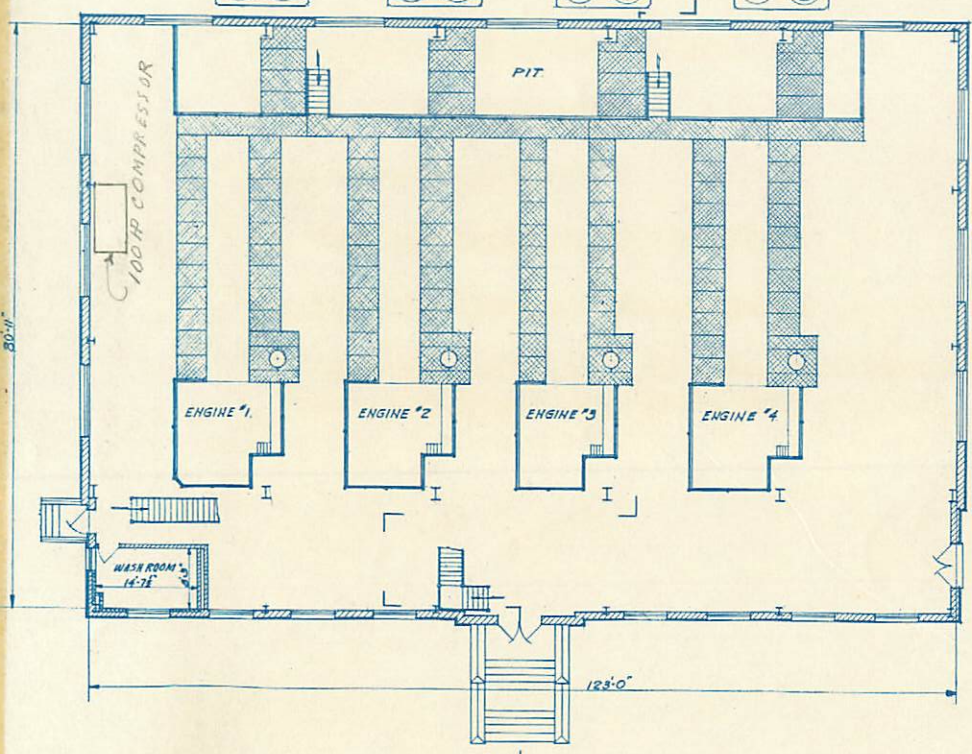 PIT.
100 HP COMPRESSOR
80'-11"
ENGINE #1.
ENGINE #2
ENGINE #3
ENGINE #4
WASH ROOM
14'-7½"
123'-0"